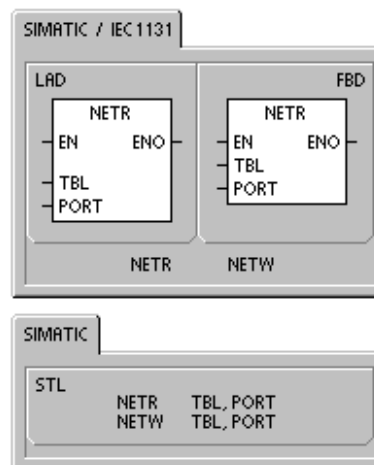 SIMATIC / IEC 1131
LAD
NETR
EN ENO
TBL
PORT
FBD
NETR
EN ENO
TBL
PORT
NETR NETW
SIMATIC
STL
NETR TBL, PORT
NETW TBL, PORT